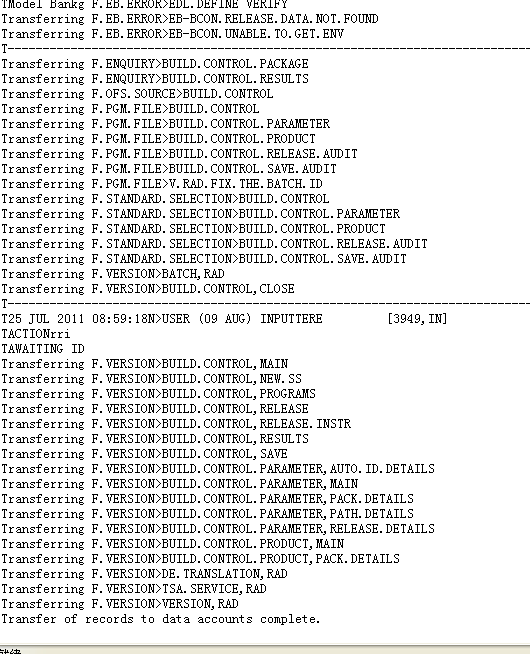 TModel Bankg F.EB.ERROR>EDL.DEFINE VERIFY
Transferring F.EB.ERROR>EB-BCON.RELEASE.DATA.NOT.FOUND
Transferring F.EB.ERROR>EB-BCON.UNABLE.TO.GET.ENV
T------------------------------------------------------------------------------
Transferring F.ENQUIRY>BUILD.CONTROL.PACKAGE
Transferring F.ENQUIRY>BUILD.CONTROL.RESULTS
Transferring F.OFS.SOURCE>BUILD.CONTROL
Transferring F.PGM.FILE>BUILD.CONTROL
Transferring F.PGM.FILE>BUILD.CONTROL.PARAMETER
Transferring F.PGM.FILE>BUILD.CONTROL.PRODUCT
Transferring F.PGM.FILE>BUILD.CONTROL.RELEASE.AUDIT
Transferring F.PGM.FILE>BUILD.CONTROL.SAVE.AUDIT
Transferring F.PGM.FILE>V.RAD.FIX.THE.BATCH.ID
Transferring F.STANDARD.SELECTION>BUILD.CONTROL
Transferring F.STANDARD.SELECTION>BUILD.CONTROL.PARAMETER
Transferring F.STANDARD.SELECTION>BUILD.CONTROL.PRODUCT
Transferring F.STANDARD.SELECTION>BUILD.CONTROL.RELEASE.AUDIT
Transferring F.STANDARD.SELECTION>BUILD.CONTROL.SAVE.AUDIT
Transferring F.VERSION>BATCH,RAD
Transferring F.VERSION>BUILD.CONTROL,CLOSE
T------------------------------------------------------------------------------
T25 JUL 2011 08:59:18N>USER (09 AUG) INPUTTERE [3949,IN]
TACTIONrri
TAWAITING ID
Transferring F.VERSION>BUILD.CONTROL,MAIN
Transferring F.VERSION>BUILD.CONTROL,NEW.SS
Transferring F.VERSION>BUILD.CONTROL,PROGRAMS
Transferring F.VERSION>BUILD.CONTROL,RELEASE
Transferring F.VERSION>BUILD.CONTROL,RELEASE.INSTR
Transferring F.VERSION>BUILD.CONTROL,RESULTS
Transferring F.VERSION>BUILD.CONTROL,SAVE
Transferring F.VERSION>BUILD.CONTROL.PARAMETER,AUTO.ID.DETAILS
Transferring F.VERSION>BUILD.CONTROL.PARAMETER,MAIN
Transferring F.VERSION>BUILD.CONTROL.PARAMETER,PACK.DETAILS
Transferring F.VERSION>BUILD.CONTROL.PARAMETER,PATH.DETAILS
Transferring F.VERSION>BUILD.CONTROL.PARAMETER,RELEASE.DETAILS
Transferring F.VERSION>BUILD.CONTROL.PRODUCT,MAIN
Transferring F.VERSION>BUILD.CONTROL.PRODUCT,PACK.DETAILS
Transferring F.VERSION>DE.TRANSLATION,RAD
Transferring F.VERSION>TSA.SERVICE,RAD
Transferring F.VERSION>VERSION,RAD
Transfer of records to data accounts complete.